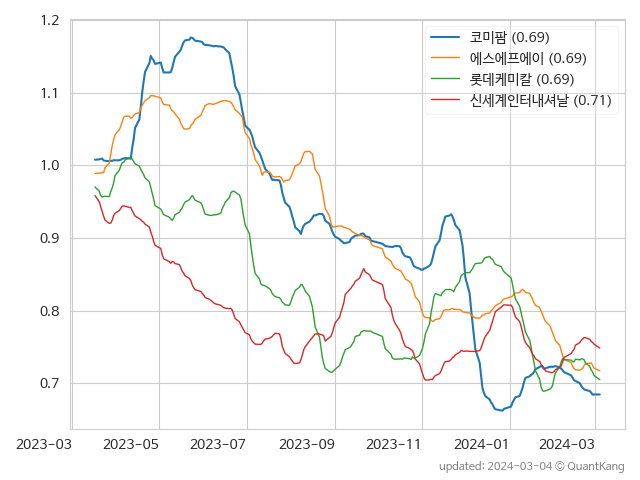 1.2
1.1
1.0
0.9
0.8
0.7
코미팜 (0.69)
에스에프에이 (0.69)
롯데케미칼 (0.69)
신세계인터내셔날 (0.71)
2023-03 2023-05 2023-07 2023-09 2023-11 2024-01 2024-03
updated: 2024-03-04 © QuantKang